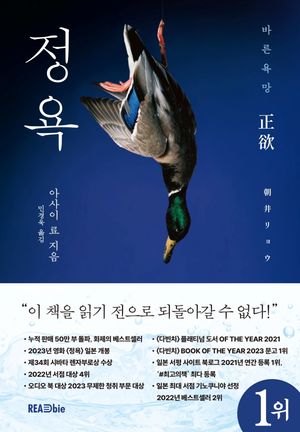 정욕
바른 욕망
正欲
朝井リョウ
아사이 료 지음
민경욱 옮김
“이 책을 읽기 전으로 되돌아갈 수 없다!”
• 누적 판매 50만 부 돌파, 화제의 베스트셀러
• 2023년 영화 〈정욕〉 일본 개봉
• 제34회 시바타 렌자부로상 수상
• 2022년 서점 대상 4위
• 오디오 북 대상 2023 무제한 청취 부문 대상
• 〈다빈치〉 플래티넘 도서 OF THE YEAR 2021
• 〈다빈치〉 BOOK OF THE YEAR 2023 문고 1위
• 일본 서평 사이트 북로그 2021년 연간 등록 1위,
‘#최고의책’ 최다 등록
• 일본 최대 서점 기노쿠니야 선정
2022년 베스트셀러 2위
READbie
1위